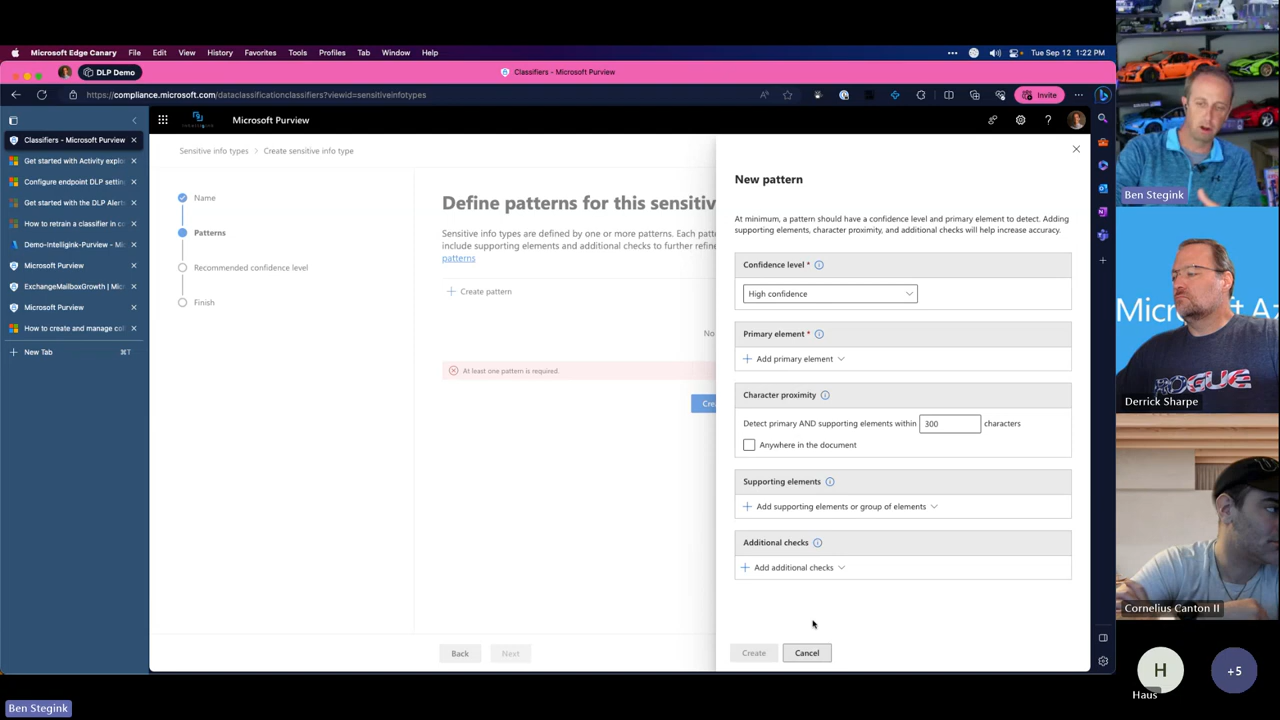 Microsoft Edge Canary File Edit View History Favorites Tools Profiles Tab Window Help
Tue Sep 12 1:22 PM
DLP Demo
Classifiers - Microsoft Purview
https://compliance.microsoft.com/dataclassificationclassifiers?viewid=sensitiveinfotypes
Invite
Classifiers - Microsoft Purview
Get started with Activity explo
Configure endpoint DLP settin
Get started with the DLP Alert
How to retrain a classifier in co
Demo-Intelligink-Purview - Mi
Microsoft Purview
ExchangeMailboxGrowth | Mic
Microsoft Purview
How to create and manage col
New Tab
⌘T
Microsoft Purview
Sensitive info types > Create sensitive info type
Name
Patterns
Recommended confidence level
Finish
Define patterns for this sensitiv
Sensitive info types are defined by one or more patterns. Each patt
include supporting elements and additional checks to further refine
patterns
Create pattern
No
At least one pattern is required.
Cre
Back
Next
New pattern
At minimum, a pattern should have a confidence level and primary element to detect. Adding
supporting elements, character proximity, and additional checks will help increase accuracy.
Confidence level *
High confidence
Primary element *
Add primary element
Character proximity
Detect primary AND supporting elements within 300 characters
Anywhere in the document
Supporting elements
Add supporting elements or group of elements
Additional checks
Add additional checks
Create
Cancel
Ben Stegink
Microsoft Az
ROGUE
Derrick Sharpe
Cornelius Canton II
H
Haus
+5
Ben Stegink